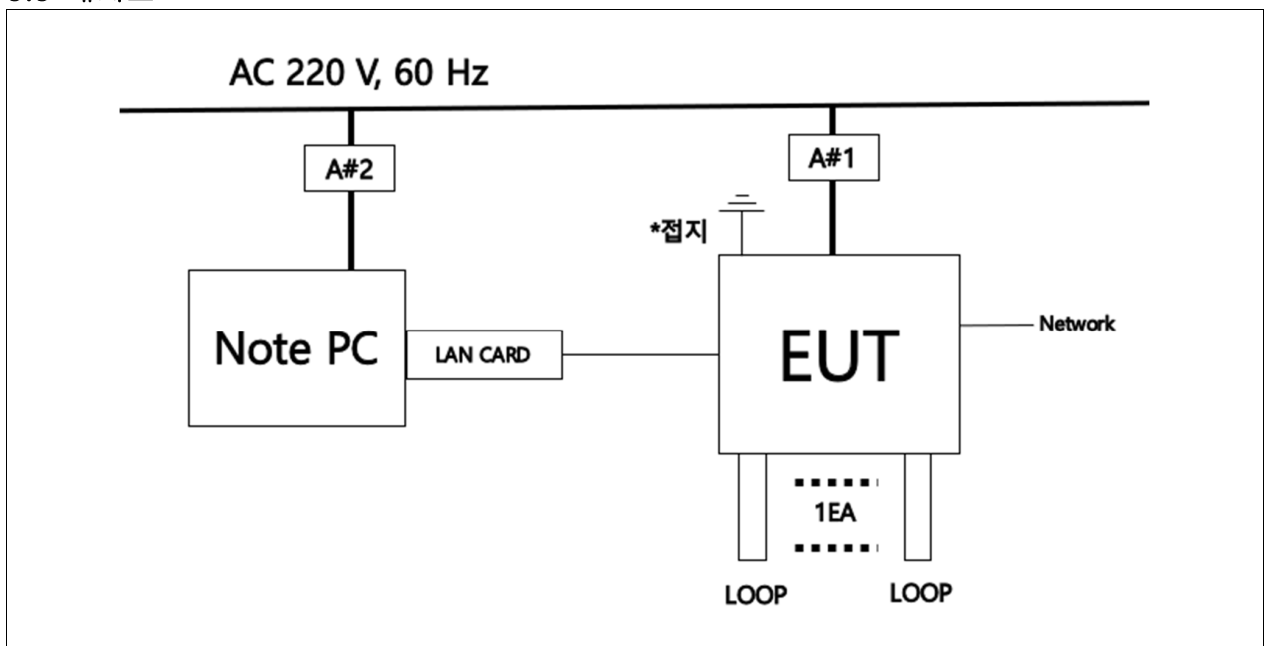 AC 220 V, 60 Hz
A#2
A#1
*접지
Note PC
LAN CARD
EUT
Network
1EA
LOOP
LOOP